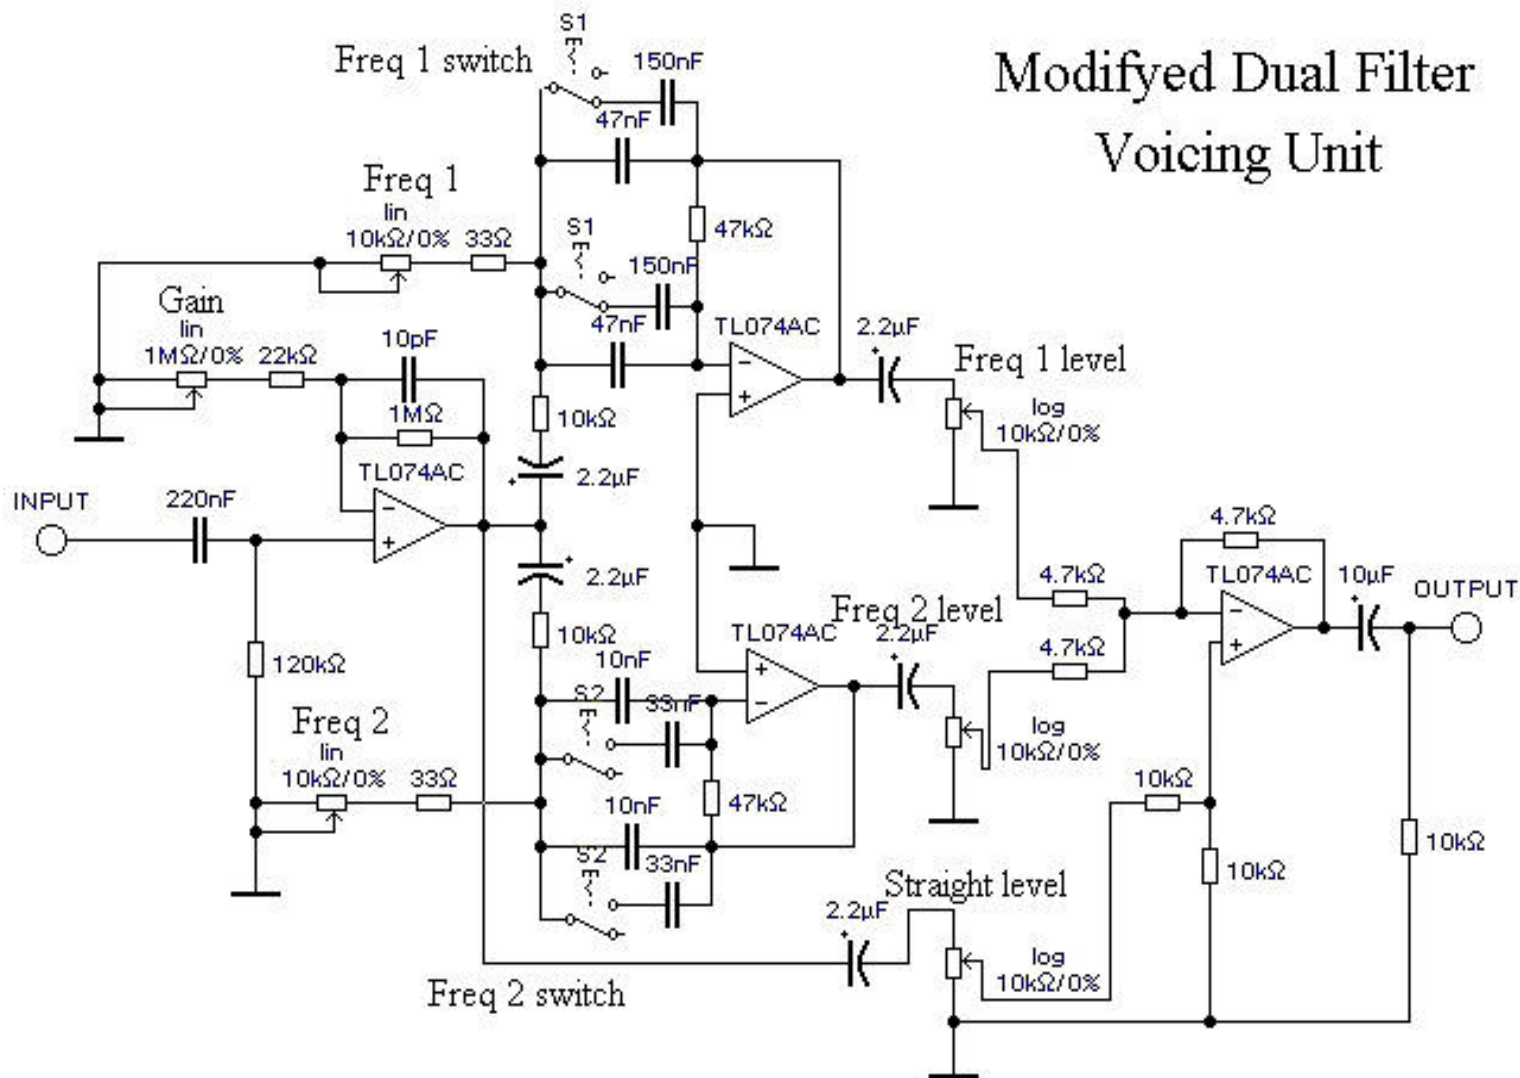 Modifyed Dual Filter
Voicing Unit
S1
Freq 1 switch
150nF
47nF
Freq 1
lin
10kΩ/0%
33Ω
47kΩ
S1
150nF
47nF
Gain
lin
1MΩ/0%
22kΩ
10pF
1MΩ
TL074AC
TL074AC
2.2µF
Freq 1 level
log
10kΩ/0%
10kΩ
2.2µF
INPUT
220nF
2.2µF
10kΩ
120kΩ
Freq 2 level
TL074AC
2.2µF
4.7kΩ
4.7kΩ
4.7kΩ
TL074AC
10µF
OUTPUT
10nF
S2
33nF
Freq 2
lin
10kΩ/0%
33Ω
47kΩ
10nF
S2
33nF
log
10kΩ/0%
10kΩ
10kΩ
10kΩ
Straight level
2.2µF
log
10kΩ/0%
Freq 2 switch